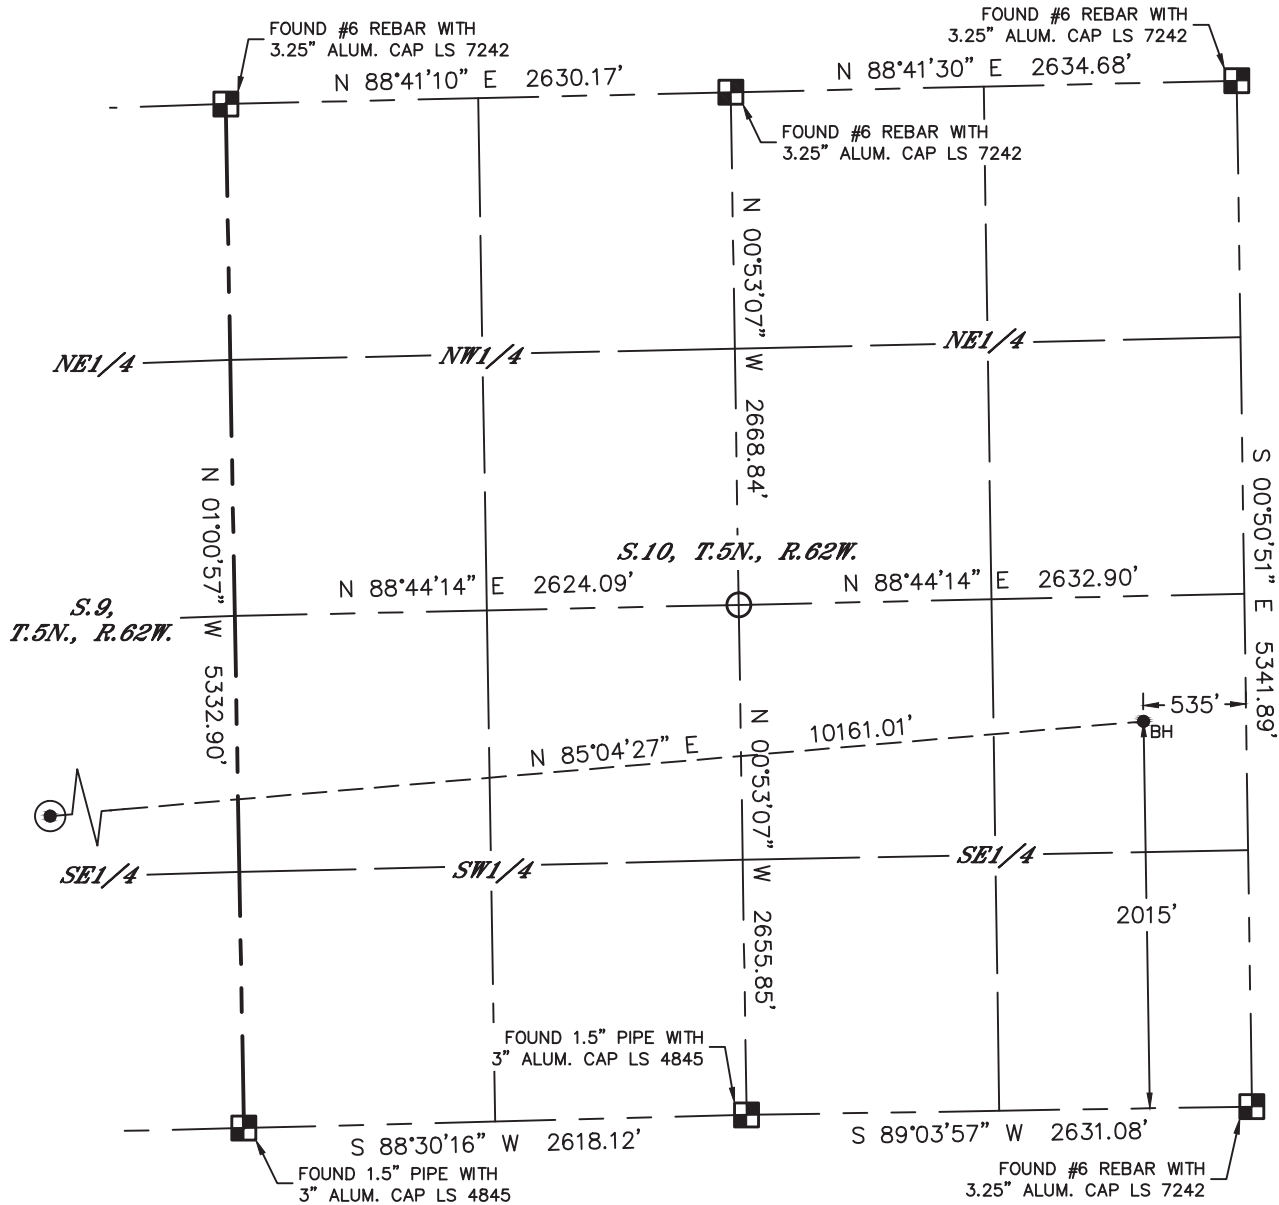 FOUND #6 REBAR WITH
3.25" ALUM. CAP LS 7242
FOUND #6 REBAR WITH
3.25" ALUM. CAP LS 7242
N 88°41'10" E 2630.17'
N 88°41'30" E 2634.68'
FOUND #6 REBAR WITH
3.25" ALUM. CAP LS 7242
N 00°53'07" W 2668.84'
NE1/4
NW1/4
NE1/4
N 01°00'57" W 5332.90'
S 00°50'51" E 5341.89'
S.10, T.5N., R.62W.
N 88°44'14" E 2624.09'
N 88°44'14" E 2632.90'
S.9,
T.5N., R.62W.
535'
BH
N 85°04'27" E 10161.01'
N 00°53'07" W 2655.85'
SE1/4
SW1/4
SE1/4
2015'
FOUND 1.5" PIPE WITH
3" ALUM. CAP LS 4845
S 88°30'16" W 2618.12'
S 89°03'57" W 2631.08'
FOUND 1.5" PIPE WITH
3" ALUM. CAP LS 4845
FOUND #6 REBAR WITH
3.25" ALUM. CAP LS 7242